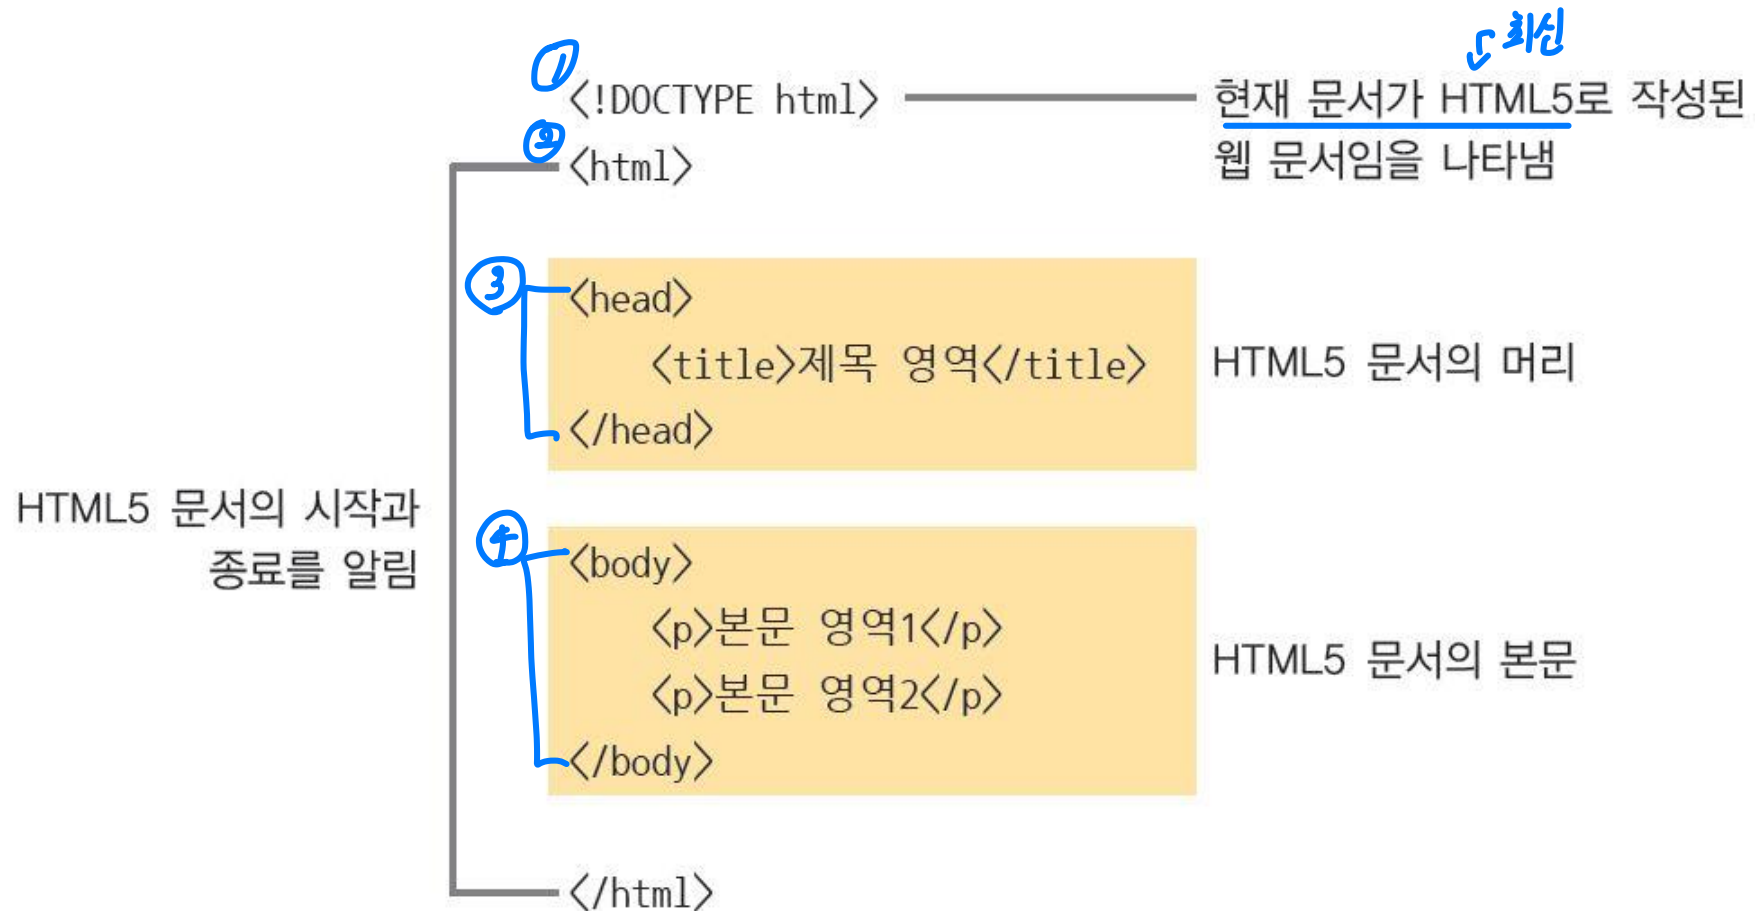 ① 최신
<!DOCTYPE html> 현재 문서가 HTML5로 작성된
웹 문서임을 나타냄
② <html>
③ <head>
<title>제목 영역</title>
</head>
HTML5 문서의 머리
HTML5 문서의 시작과
종료를 알림
④ <body>
<p>본문 영역1</p>
<p>본문 영역2</p>
</body>
HTML5 문서의 본문
</html>